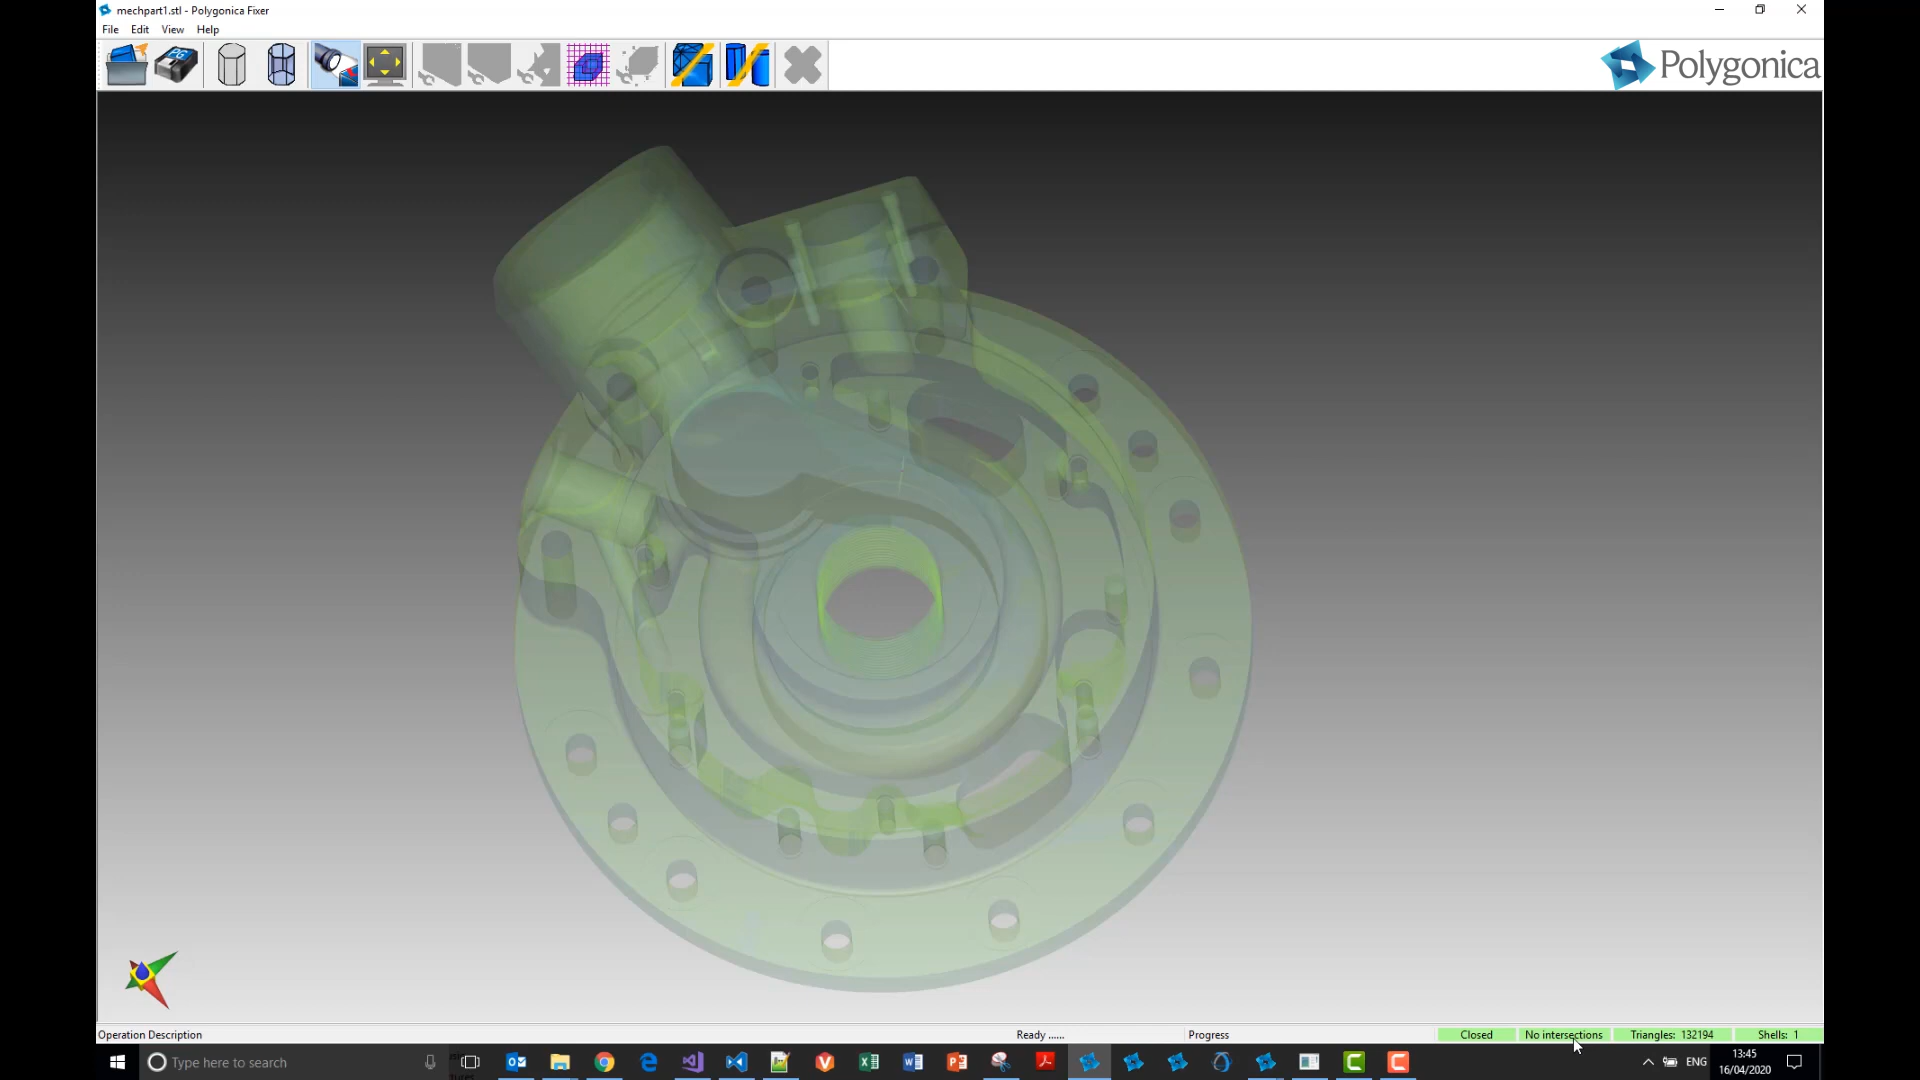 mechpart1.stl - Polygonica Fixer
File Edit View Help
PG
Polygonica
Operation Description Ready ...... Progress Closed No intersections Triangles: 132194 Shells: 1
Type here to search
ENG
13:45
16/04/2020